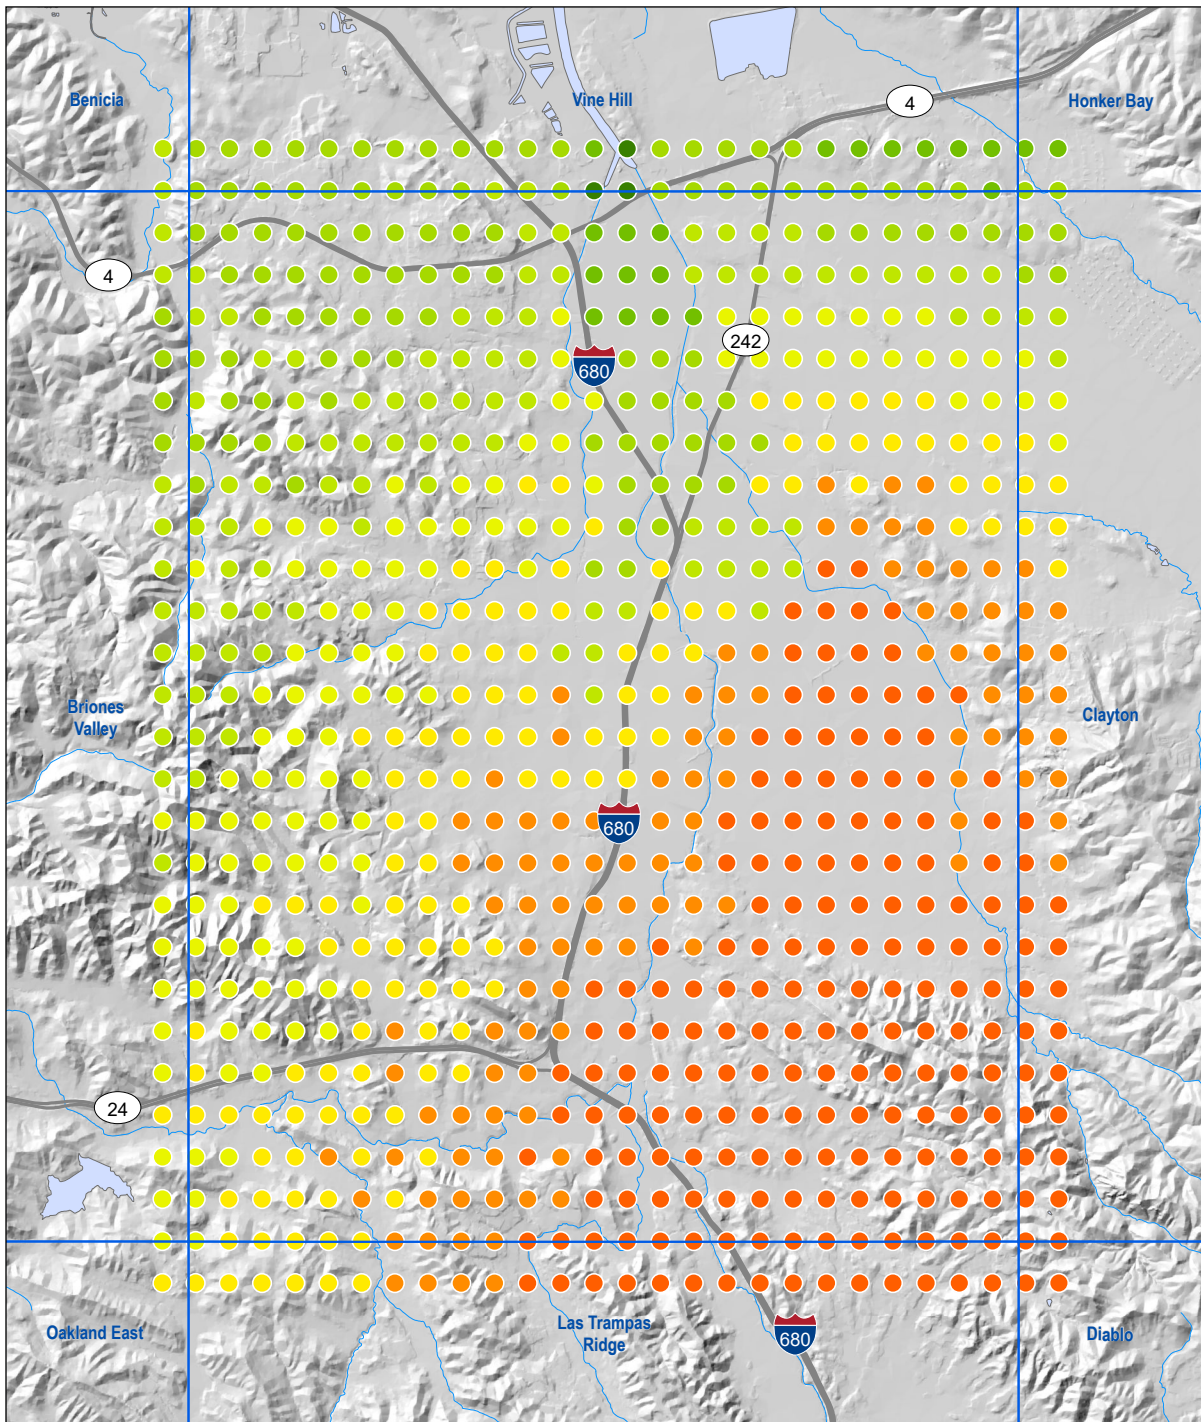 Benicia
Vine Hill
4
Honker Bay
4
242
680
Briones
Valley
Clayton
680
24
Oakland East
Las Trampas
Ridge
680
Diablo